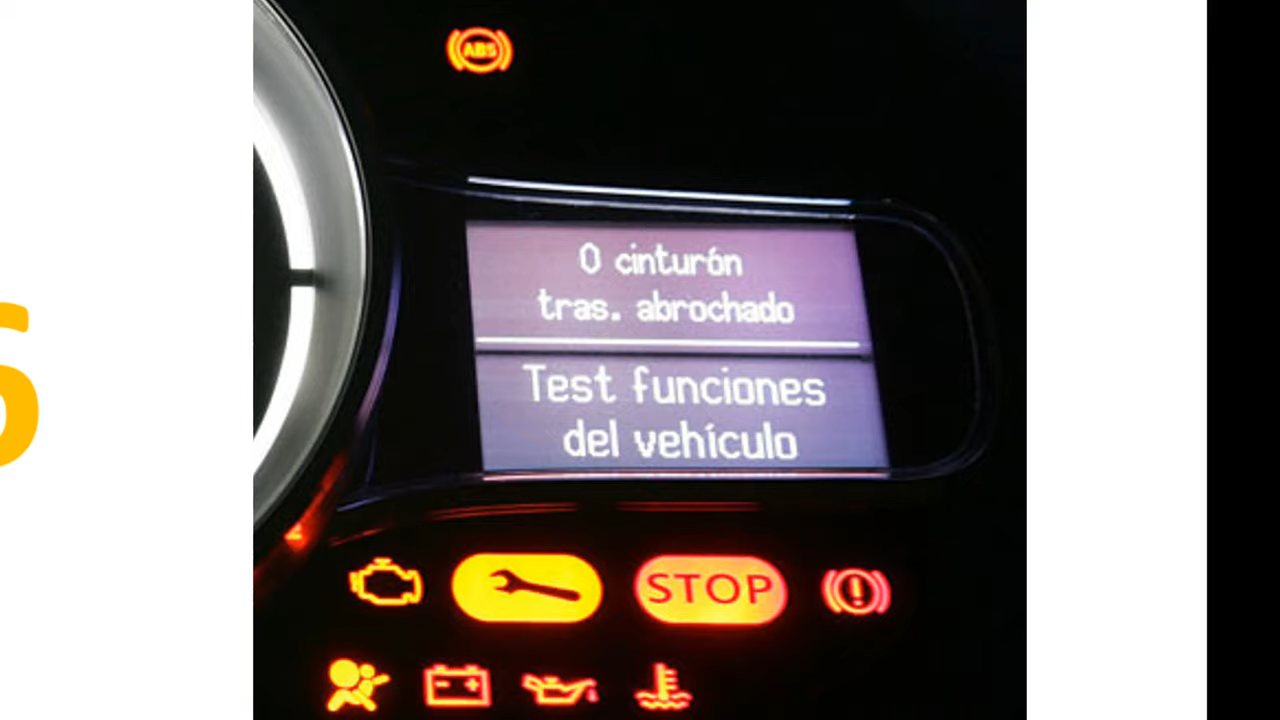 ABS
0 cinturón
tras. abrochado
Test funciones
del vehículo
STOP